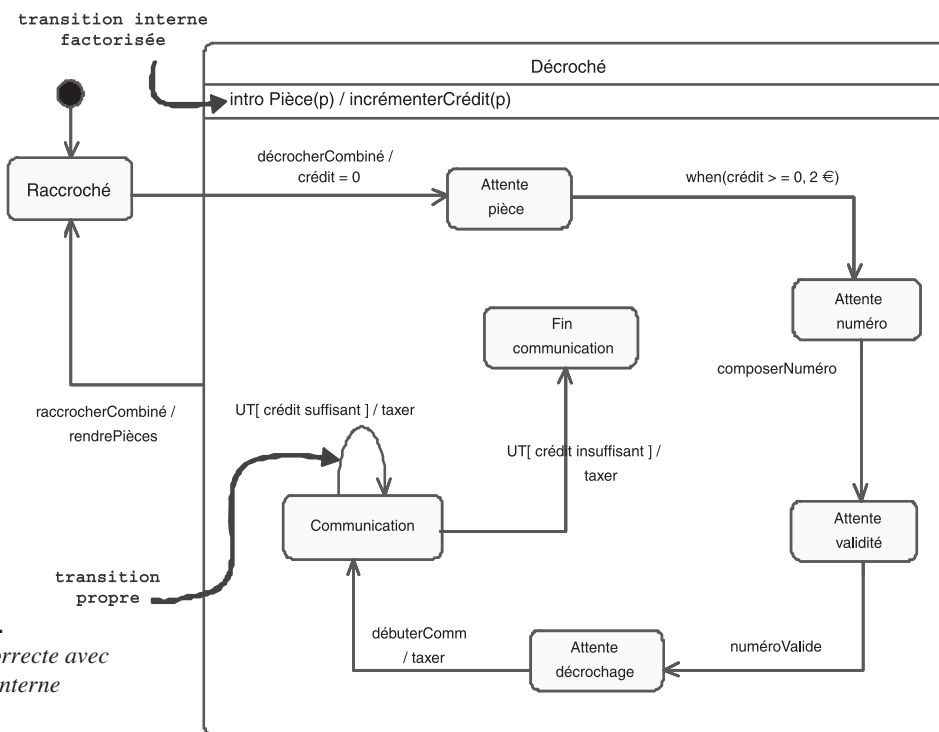 transition interne
factorisée
Décroché
intro Pièce(p) / incrémenterCrédit(p)
Raccroché
décrocherCombiné /
crédit = 0
Attente
pièce
when(crédit > = 0, 2 €)
Attente
numéro
Fin
communication
composerNuméro
raccrocherCombiné /
rendrePièces
UT[ crédit suffisant ] / taxer
UT[ crédit insuffisant ] /
taxer
Communication
Attente
validité
transition
propre
débuterComm
/ taxer
Attente
décrochage
numéroValide
orrecte avec
nterne